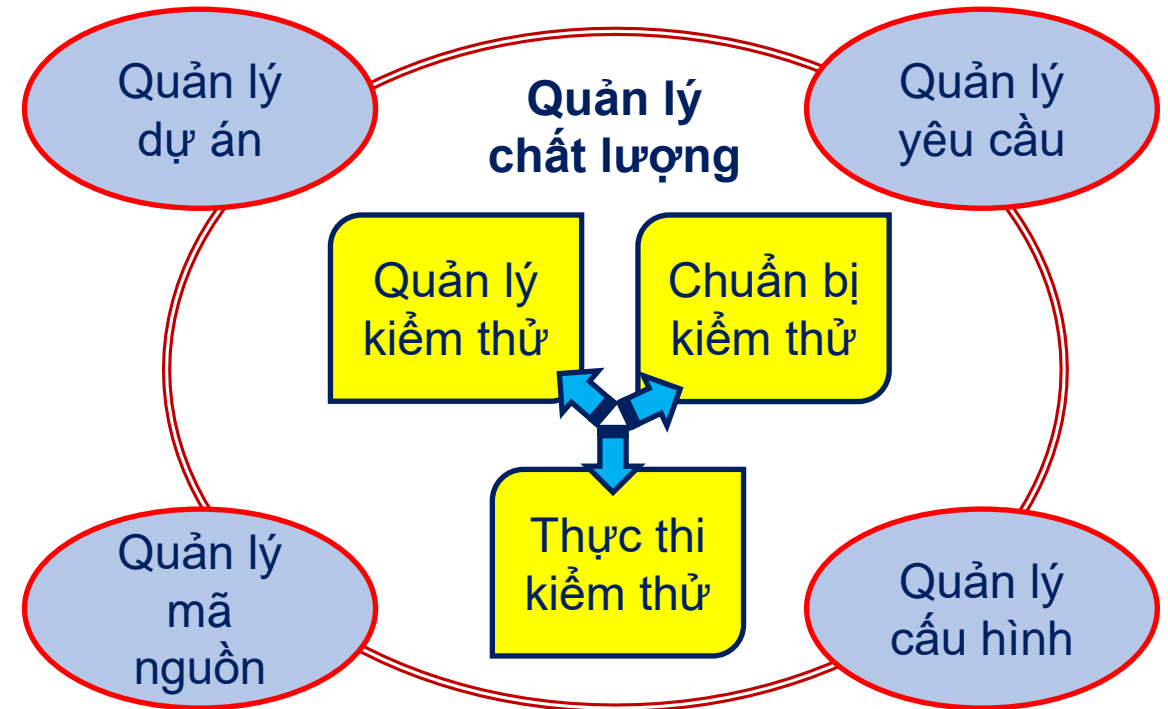 Quản lý
dự án
Quản lý
chất lượng
Quản lý
yêu cầu
Quản lý
kiểm thử
Chuẩn bị
kiểm thử
Thực thi
kiểm thử
Quản lý
mã
nguồn
Quản lý
cấu hình